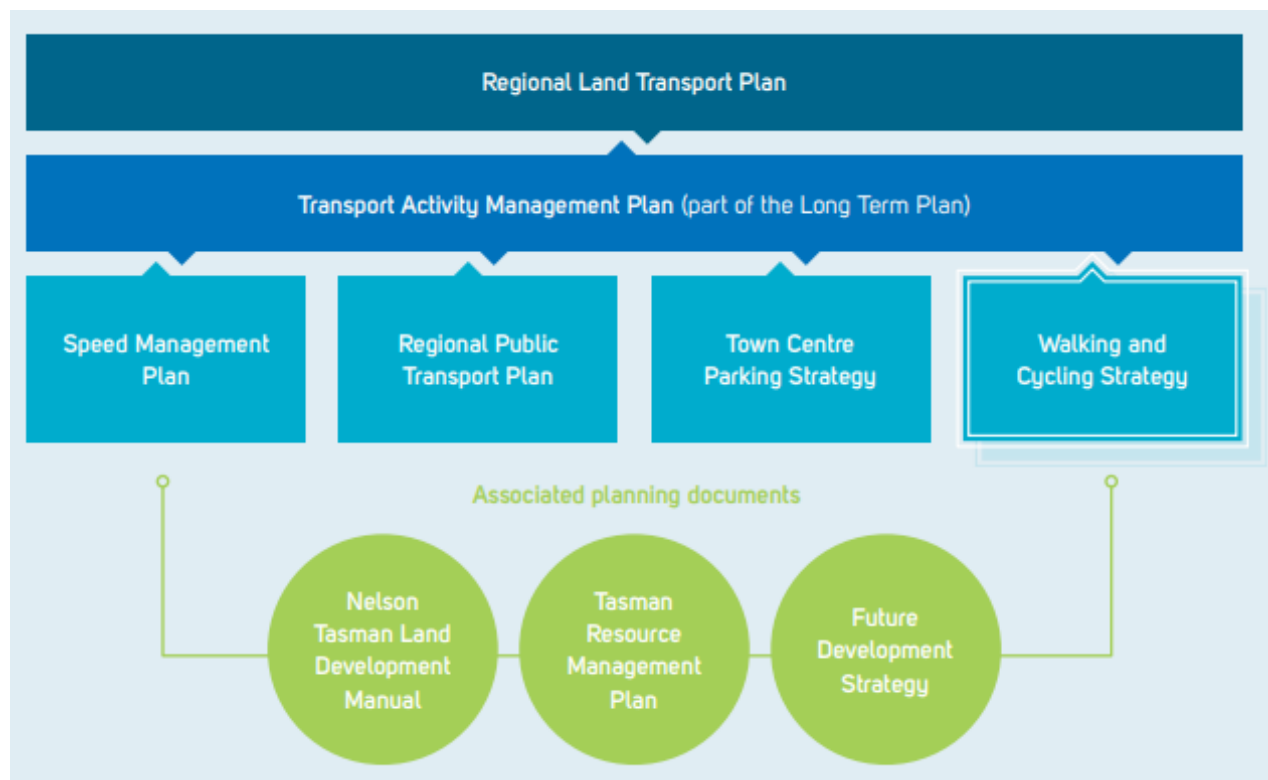 Regional Land Transport Plan
Transport Activity Management Plan (part of the Long Term Plan)
Speed Management
Plan
Regional Public
Transport Plan
Town Centre
Parking Strategy
Walking and
Cycling Strategy
Associated planning documents
Nelson
Tasman Land
Development
Manual
Tasman
Resource
Management
Plan
Future
Development
Strategy